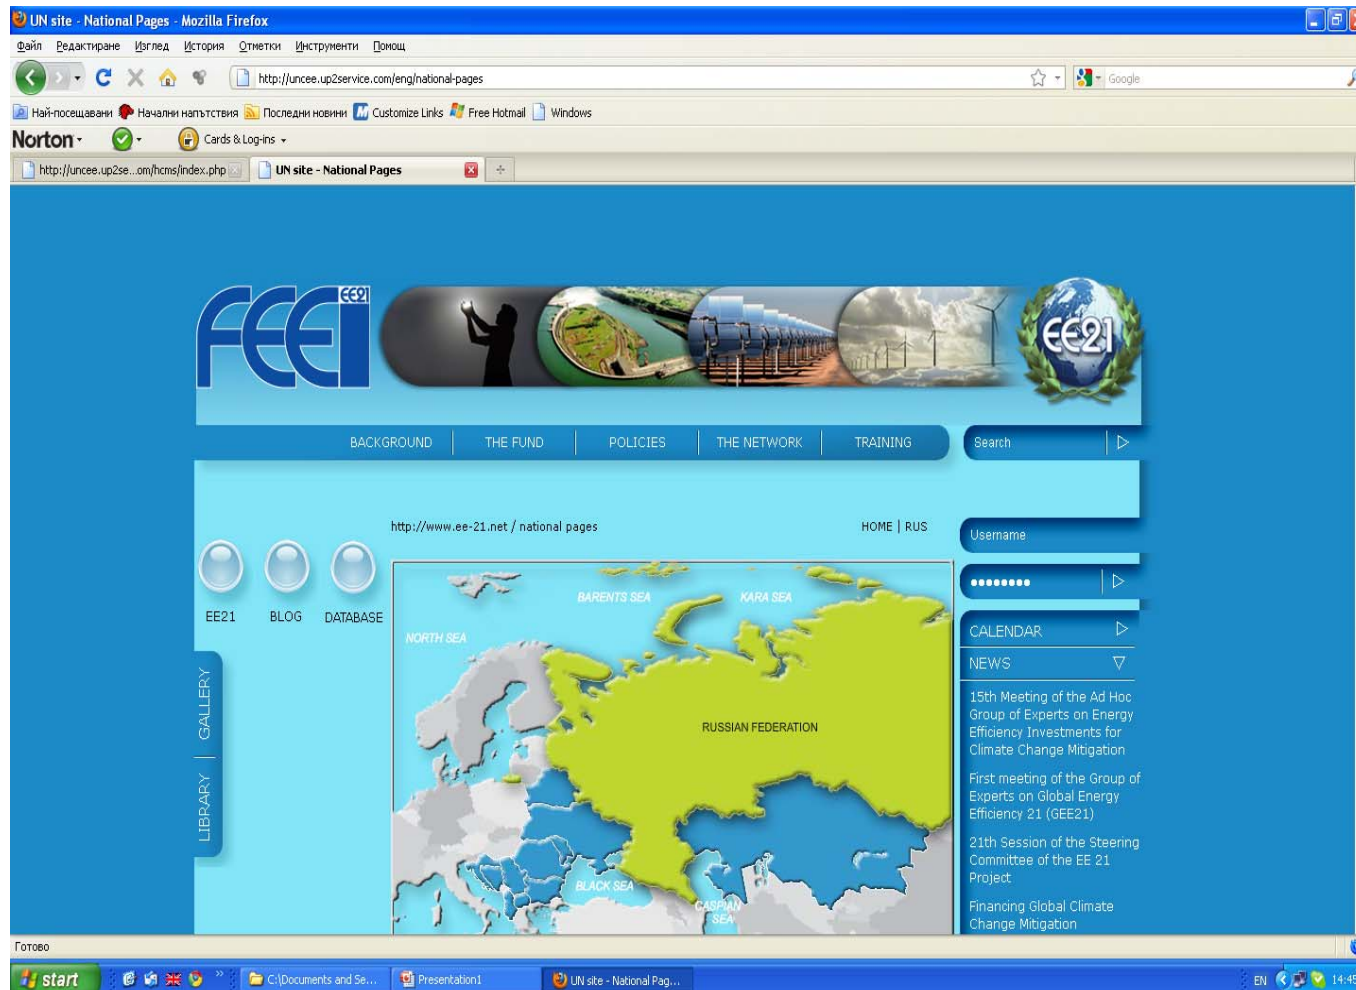 UN site - National Pages - Mozilla Firefox
Файл Редактиране Изглед История Отметки Инструменти Помощ
http://uncee.up2service.com/eng/national-pages
Google
Най-посещавани Начални напътствия Последни новини Customize Links Free Hotmail Windows
Norton Cards & Log-ins
http://uncee.up2se...om/hcms/index.php UN site - National Pages
FEEI EE21
EE21
BACKGROUND THE FUND POLICIES THE NETWORK TRAINING Search
http://www.ee-21.net / national pages HOME | RUS
Username
EE21 BLOG DATABASE
GALLERY
LIBRARY
BARENTS SEA KARA SEA
NORTH SEA
RUSSIAN FEDERATION
BLACK SEA
CASPIAN
SEA
CALENDAR
NEWS
15th Meeting of the Ad Hoc
Group of Experts on Energy
Efficiency Investments for
Climate Change Mitigation
First meeting of the Group of
Experts on Global Energy
Efficiency 21 (GEE21)
21th Session of the Steering
Committee of the EE 21
Project
Financing Global Climate
Change Mitigation
Готово
start C:\Documents and Se... Presentation1 UN site - National Pag... EN 14:45